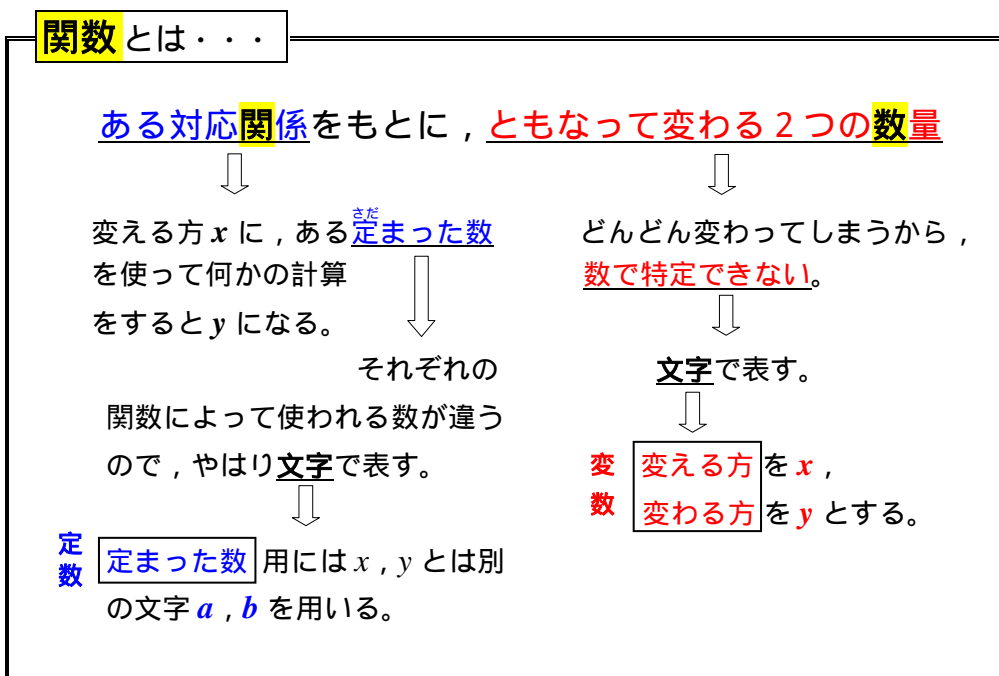 関数とは・・・
ある対応関係をもとに，ともなって変わる２つの数量
変える方 x に，ある定まった数
さだ
を使って何かの計算
をすると y になる。
それぞれの
関数によって使われる数が違う
ので，やはり文字で表す。
定数
定まった数 用には x，y とは別
の文字 a，b を用いる。
どんどん変わってしまうから，
数で特定できない。
文字で表す。
変数
変える方 を x，
変わる方 を y とする。